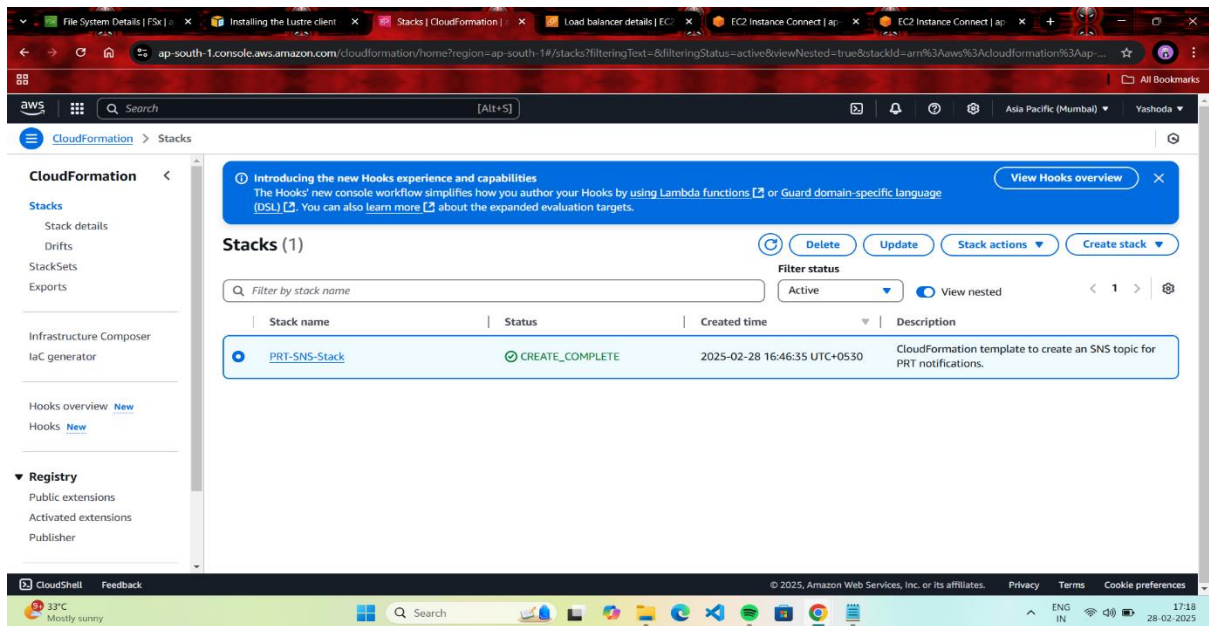 File System Details | FSx | a
Installing the Lustre client
Stacks | CloudFormation |
Load balancer details | EC2
EC2 Instance Connect | ap-
EC2 Instance Connect | ap
ap-south-1.console.aws.amazon.com/cloudformation/home?region=ap-south-1#/stacks?filteringText=&filteringStatus=active&viewNested=true&stackId=arn%3Aaws%3Acloudformation%3Aap-...
All Bookmarks
aws
Search [Alt+S]
Asia Pacific (Mumbai) ▼
Yashoda ▼
CloudFormation > Stacks
CloudFormation
Stacks
Stack details
Drifts
StackSets
Exports
Infrastructure Composer
IaC generator
Hooks overview New
Hooks New
▼ Registry
Public extensions
Activated extensions
Publisher
Introducing the new Hooks experience and capabilities
The Hooks' new console workflow simplifies how you author your Hooks by using Lambda functions or Guard domain-specific language
(DSL). You can also learn more about the expanded evaluation targets.
View Hooks overview
Stacks (1)
Delete
Update
Stack actions ▼
Create stack ▼
Filter status
Filter by stack name
Active
View nested
< 1 >
Stack name | Status | Created time | Description
PRT-SNS-Stack
CREATE_COMPLETE
2025-02-28 16:46:35 UTC+0530
CloudFormation template to create an SNS topic for
PRT notifications.
CloudShell Feedback
© 2025, Amazon Web Services, Inc. or its affiliates. Privacy Terms Cookie preferences
9+
33°C
Mostly sunny
Search
ENG
IN
17:18
28-02-2025